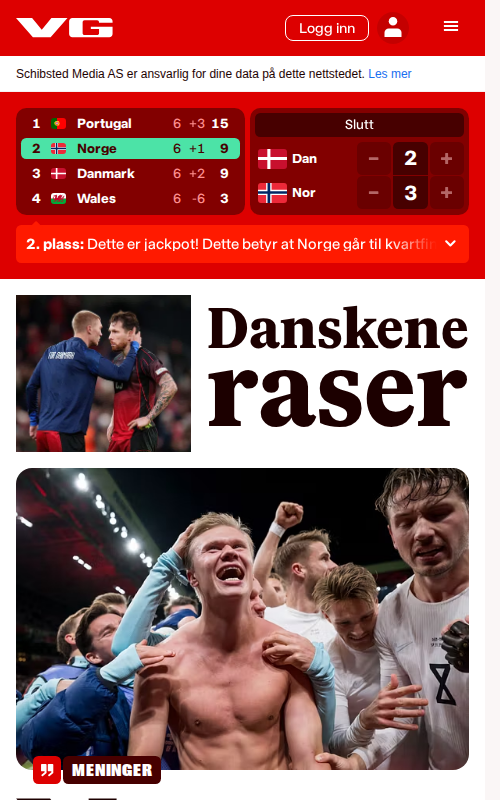 VG
Logg inn
Schibsted Media AS er ansvarlig for dine data på dette nettstedet. Les mer
1 Portugal 6 +3 15
2 Norge 6 +1 9
3 Danmark 6 +2 9
4 Wales 6 -6 3
Slutt
Dan − 2 +
Nor − 3 +
2. plass: Dette er jackpot! Dette betyr at Norge går til kvartfin
Danskene
raser
MENINGER